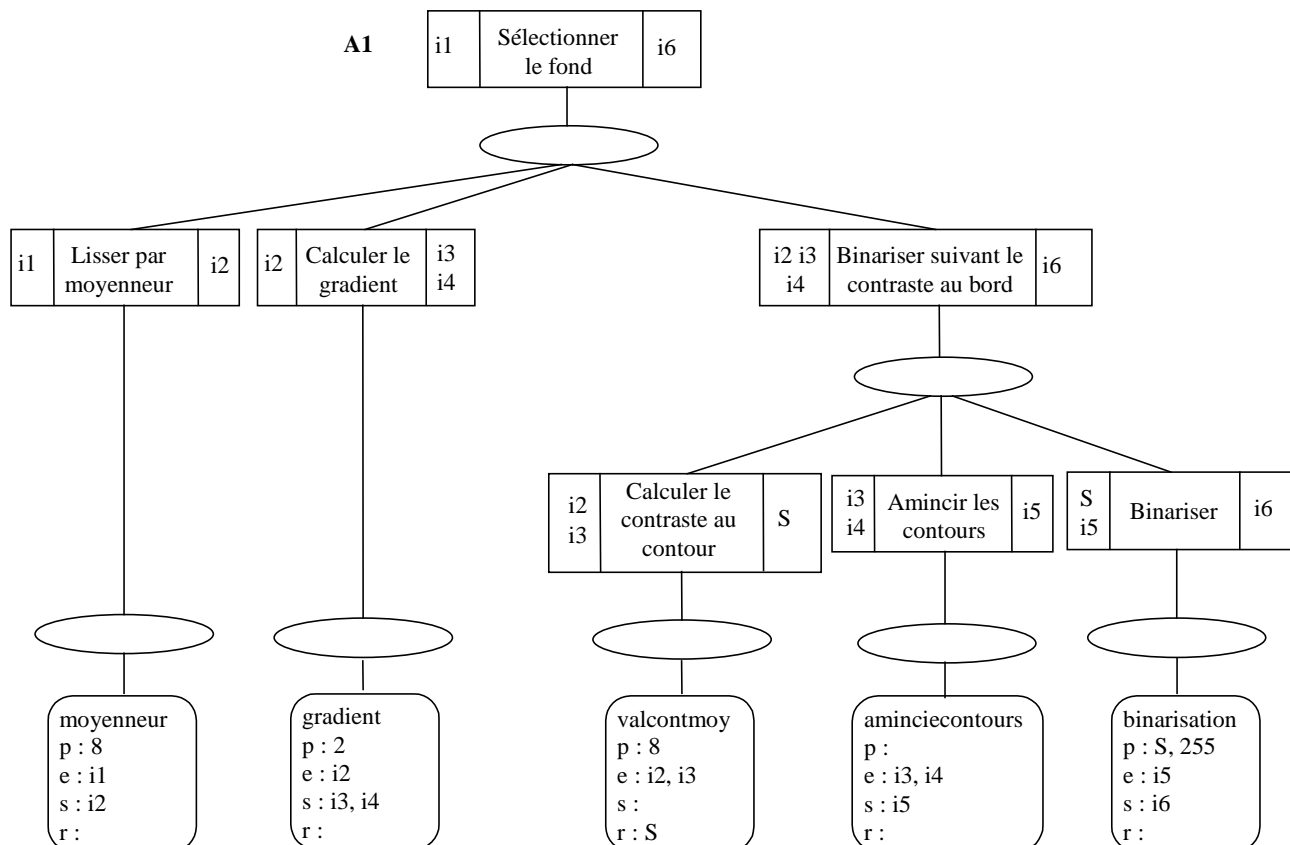 A1
i1
Sélectionner
le fond
i6
i1
Lisser par
moyenneur
i2
i2
Calculer le
gradient
i3
i4
i2 i3
i4
Binariser suivant le
contraste au bord
i6
i2
i3
Calculer le
contraste au
contour
S
i3
i4
Amincir les
contours
i5
S
i5
Binariser
i6
moyenneur
p : 8
e : i1
s : i2
r :
gradient
p : 2
e : i2
s : i3, i4
r :
valcontmoy
p : 8
e : i2, i3
s :
r : S
aminciecontours
p :
e : i3, i4
s : i5
r :
binarisation
p : S, 255
e : i5
s : i6
r :